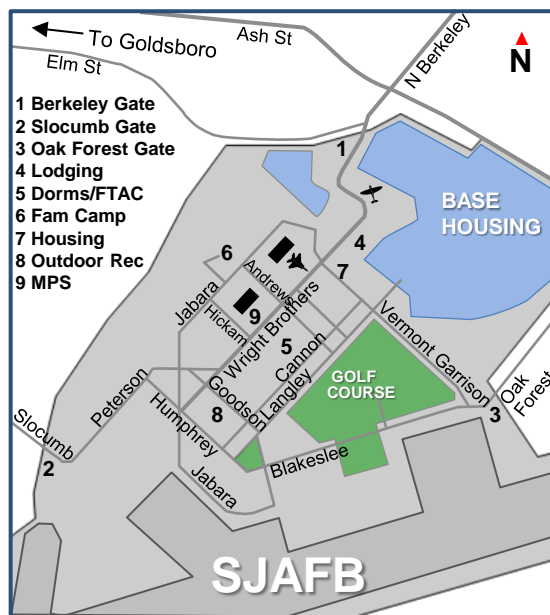 To Goldsboro
Ash St
Elm St
N Berkeley
N
1 Berkeley Gate
2 Slocumb Gate
3 Oak Forest Gate
4 Lodging
5 Dorms/FTAC
6 Fam Camp
7 Housing
8 Outdoor Rec
9 MPS
1
BASE
HOUSING
4
6
7
Andrews
Jabara
Hickam
9
Wright Brothers
Vermont Garrison
5
Cannon
Langley
GOLF
COURSE
Peterson
Goodson
8
Humphrey
Oak
Forest
3
Slocumb
2
Blakeslee
Jabara
SJAFB